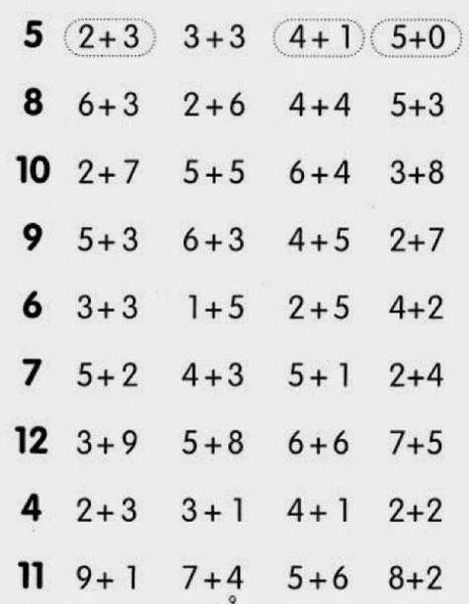 5 2+3 3+3 4+1 5+0
8 6+3 2+6 4+4 5+3
10 2+7 5+5 6+4 3+8
9 5+3 6+3 4+5 2+7
6 3+3 1+5 2+5 4+2
7 5+2 4+3 5+1 2+4
12 3+9 5+8 6+6 7+5
4 2+3 3+1 4+1 2+2
11 9+1 7+4 5+6 8+2
9